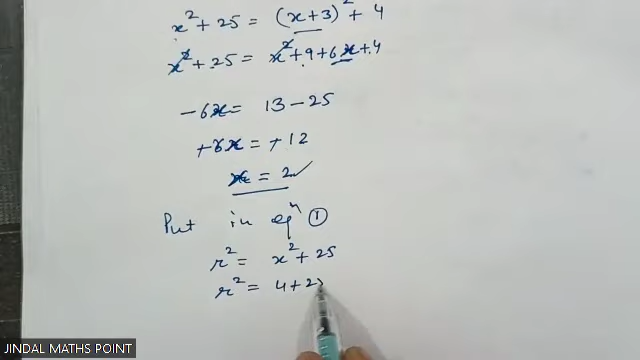 x² + 25 = (x+3)² + 4
x² + 25 = x² + 9 + 6x + 4
-6x = 13 - 25
+6x = +12
x = 2 ✓
Put in eqⁿ ①
r² = x² + 25
r² = 4 + 2
JINDAL MATHS POINT